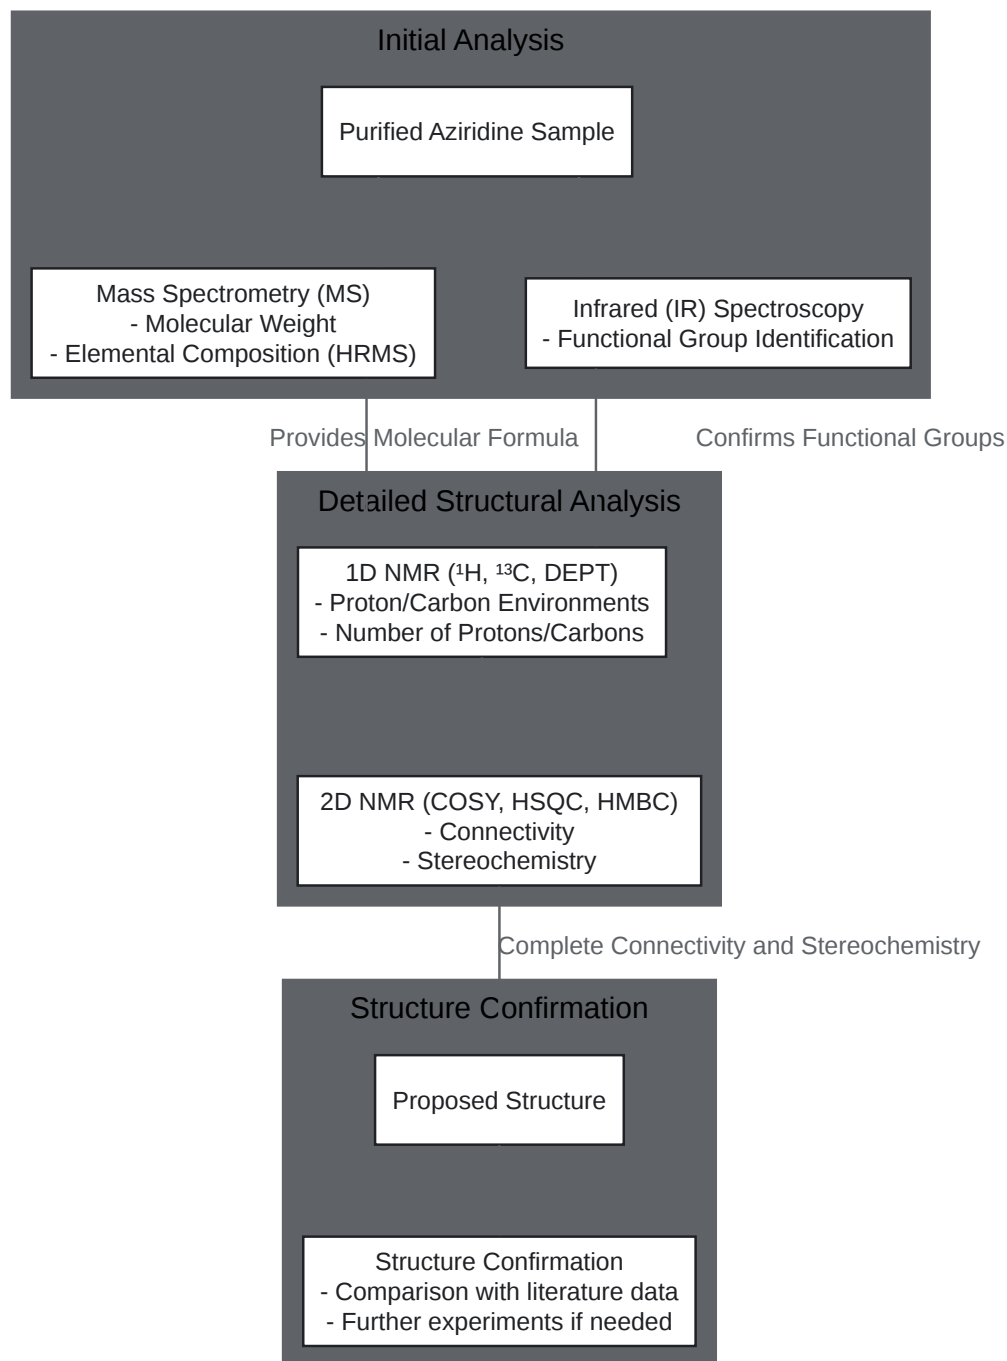 Initial Analysis
Purified Aziridine Sample
Mass Spectrometry (MS)
- Molecular Weight
- Elemental Composition (HRMS)
Infrared (IR) Spectroscopy
- Functional Group Identification
Provides Molecular Formula
Confirms Functional Groups
Detailed Structural Analysis
1D NMR (¹H, ¹³C, DEPT)
- Proton/Carbon Environments
- Number of Protons/Carbons
2D NMR (COSY, HSQC, HMBC)
- Connectivity
- Stereochemistry
Complete Connectivity and Stereochemistry
Structure Confirmation
Proposed Structure
Structure Confirmation
- Comparison with literature data
- Further experiments if needed